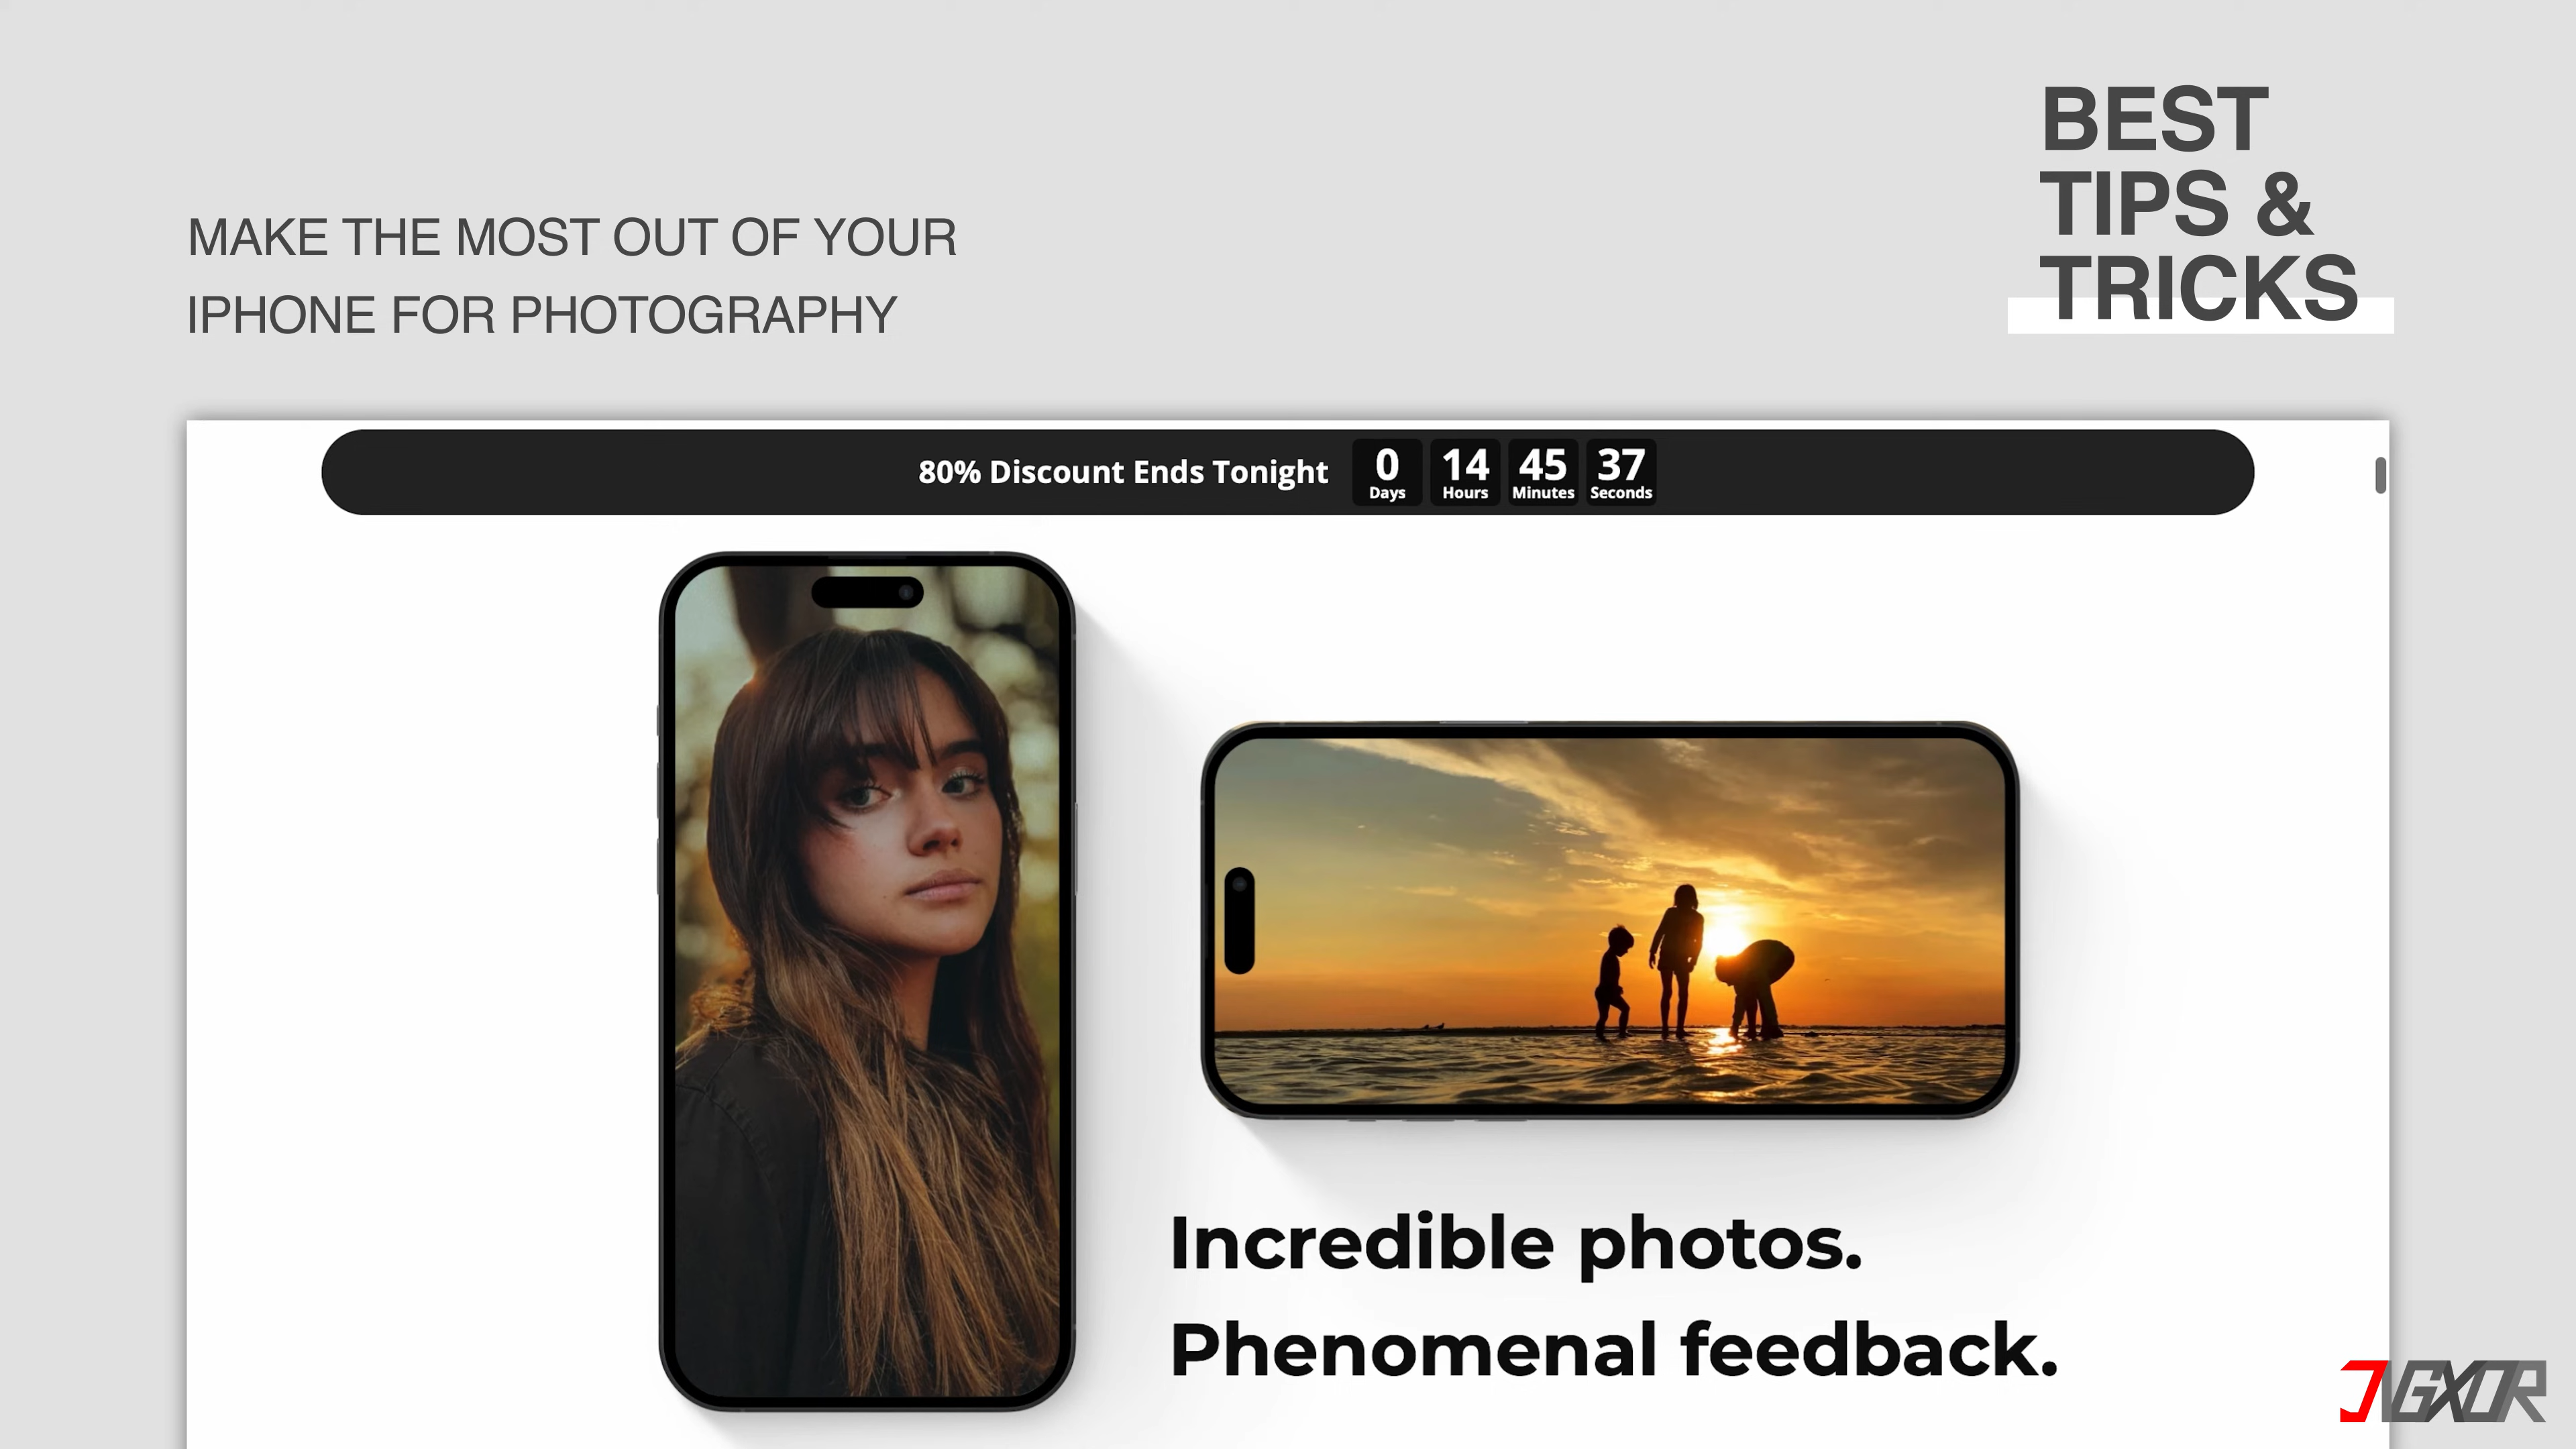 BEST
TIPS &
TRICKS
MAKE THE MOST OUT OF YOUR
IPHONE FOR PHOTOGRAPHY
80% Discount Ends Tonight
0 14 45 37
Days Hours Minutes Seconds
Incredible photos.
Phenomenal feedback.
JVGXOR